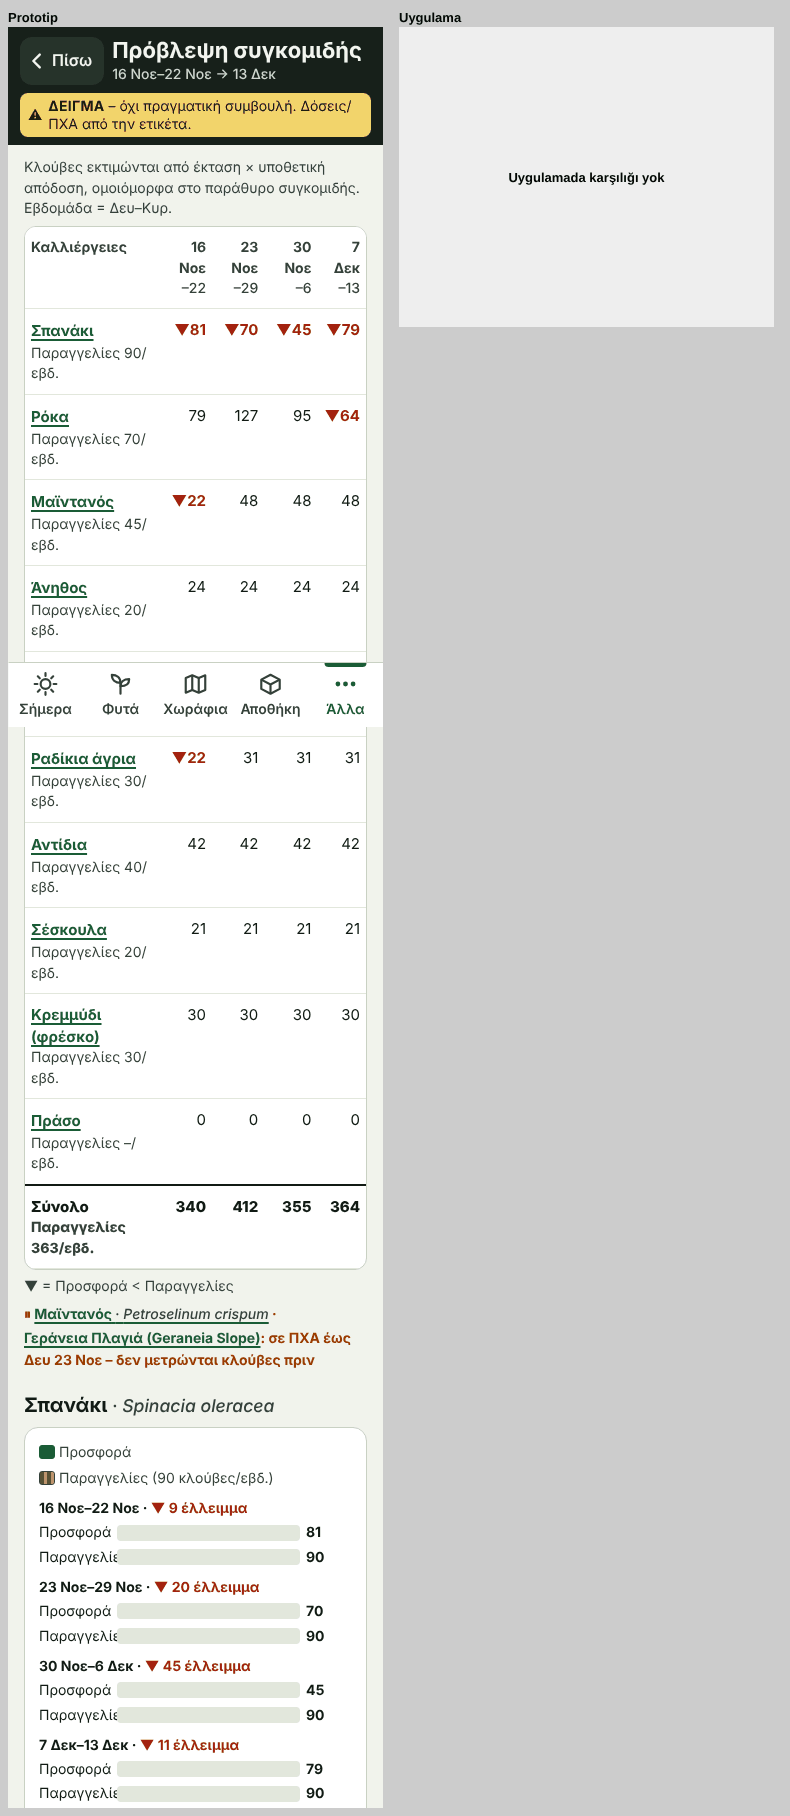 Prototip
Uygulama
Πίσω
Πρόβλεψη συγκομιδής
16 Νοε–22 Νοε → 13 Δεκ
ΔΕΙΓΜΑ – όχι πραγματική συμβουλή. Δόσεις/
ΠΧΑ από την ετικέτα.
Uygulamada karşılığı yok
Κλούβες εκτιμώνται από έκταση × υποθετική
απόδοση, ομοιόμορφα στο παράθυρο συγκομιδής.
Εβδομάδα = Δευ–Κυρ.
Καλλιέργειες 16 23 30 7
Νοε Νοε Νοε Δεκ
–22 –29 –6 –13
Σπανάκι ▼81 ▼70 ▼45 ▼79
Παραγγελίες 90/
εβδ.
Ρόκα 79 127 95 ▼64
Παραγγελίες 70/
εβδ.
Μαϊντανός ▼22 48 48 48
Παραγγελίες 45/
εβδ.
Άνηθος 24 24 24 24
Παραγγελίες 20/
εβδ.
Σήμερα Φυτά Χωράφια Αποθήκη Άλλα
Ραδίκια άγρια ▼22 31 31 31
Παραγγελίες 30/
εβδ.
Αντίδια 42 42 42 42
Παραγγελίες 40/
εβδ.
Σέσκουλα 21 21 21 21
Παραγγελίες 20/
εβδ.
Κρεμμύδι 30 30 30 30
(φρέσκο)
Παραγγελίες 30/
εβδ.
Πράσο 0 0 0 0
Παραγγελίες –/
εβδ.
Σύνολο 340 412 355 364
Παραγγελίες
363/εβδ.
▼ = Προσφορά < Παραγγελίες
Μαϊντανός · Petroselinum crispum ·
Γεράνεια Πλαγιά (Geraneia Slope): σε ΠΧΑ έως
Δευ 23 Νοε – δεν μετρώνται κλούβες πριν
Σπανάκι · Spinacia oleracea
Προσφορά
Παραγγελίες (90 κλούβες/εβδ.)
16 Νοε–22 Νοε · ▼ 9 έλλειμμα
Προσφορά 81
Παραγγελίε 90
23 Νοε–29 Νοε · ▼ 20 έλλειμμα
Προσφορά 70
Παραγγελίε 90
30 Νοε–6 Δεκ · ▼ 45 έλλειμμα
Προσφορά 45
Παραγγελίε 90
7 Δεκ–13 Δεκ · ▼ 11 έλλειμμα
Προσφορά 79
Παραγγελίε 90